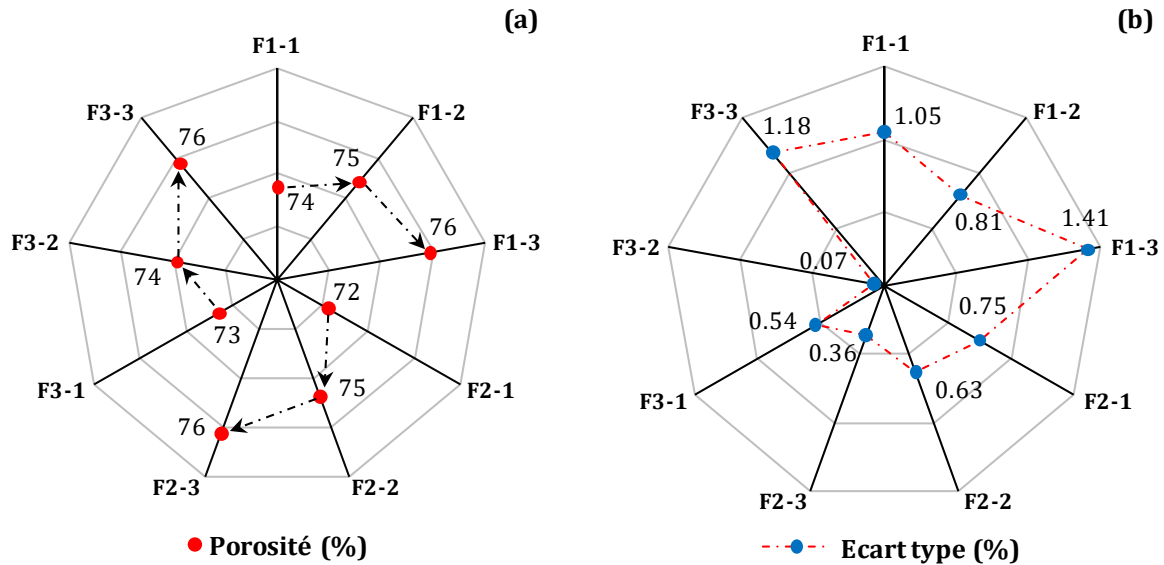 (a)
F1-1
F3-3
F1-2
76
75
74
76
F3-2
F1-3
74
72
73
F3-1
75
F2-1
76
F2-3
F2-2
Porosité (%)
(b)
F1-1
F3-3
F1-2
1.18
1.05
0.81
1.41
F3-2
F1-3
0.07
0.75
0.54
0.36
0.63
F3-1
F2-1
F2-3
F2-2
Ecart type (%)